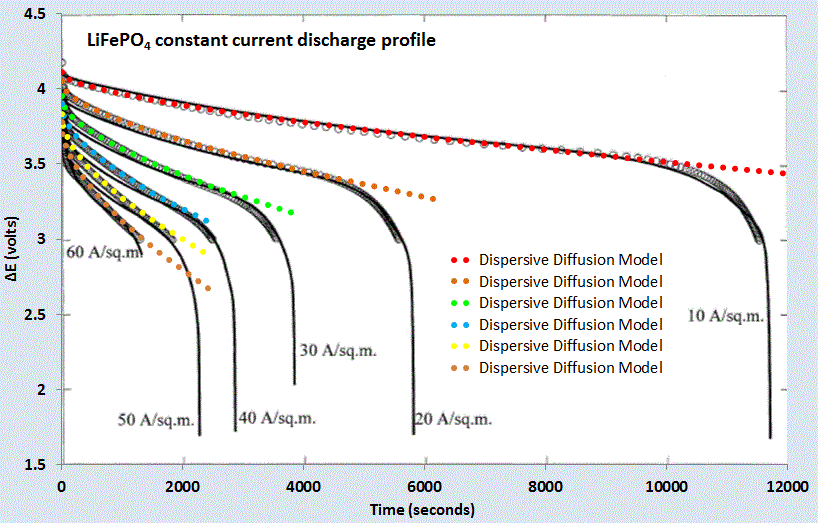 LiFePO4 constant current discharge profile
4.5
4
3.5
3
2.5
2
1.5
ΔE (volts)
60 A/sq.m.
50 A/sq.m.
40 A/sq.m.
30 A/sq.m.
20 A/sq.m.
10 A/sq.m.
Dispersive Diffusion Model
Dispersive Diffusion Model
Dispersive Diffusion Model
Dispersive Diffusion Model
Dispersive Diffusion Model
Dispersive Diffusion Model
0 2000 4000 6000 8000 10000 12000
Time (seconds)